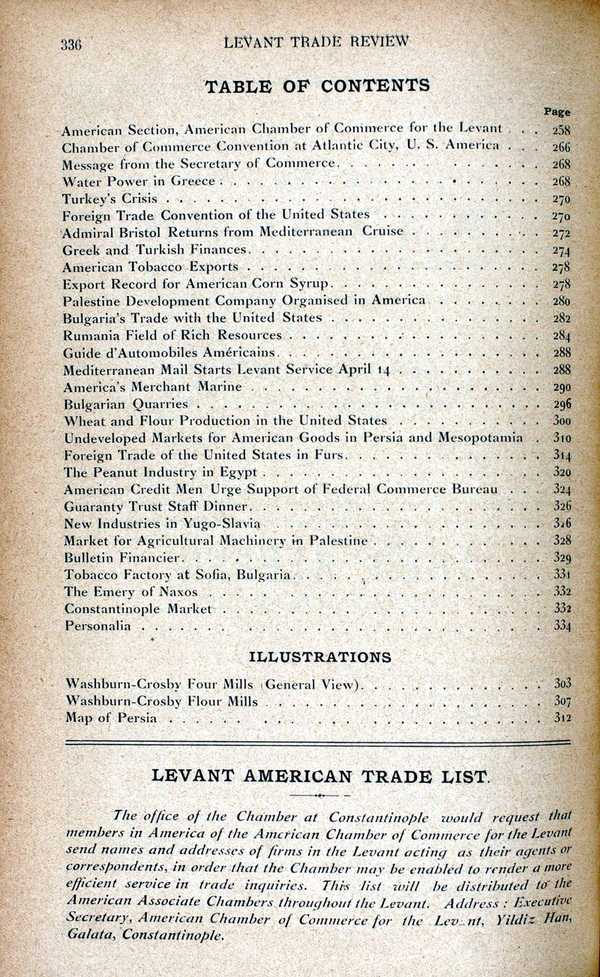 336 LEVANT TRADE REVIEW
TABLE OF CONTENTS
Page
American Section, American Chamber of Commerce for the Levant . . . 258
Chamber of Commerce Convention at Atlantic City, U. S. America . . . 266
Message from the Secretary of Commerce. . . . . . . . . . . . 268
Water Power in Greece . . . . . . . . . . . . . . . . . . . 268
Turkey's Crisis . . . . . . . . . . . . . . . . . . . . . . 270
Foreign Trade Convention of the United States . . . . . . . . . . 270
Admiral Bristol Returns from Mediterranean Cruise . . . . . . . . 272
Greek and Turkish Finances. . . . . . . . . . . . . . . . . . 274
American Tobacco Exports . . . . . . . . . . . . . . . . . . 278
Export Record for American Corn Syrup. . . . . . . . . . . . . 278
Palestine Development Company Organised in America . . . . . . . 280
Bulgaria's Trade with the United States . . . . . . . . . . . . . 282
Rumania Field of Rich Resources . . . . . . . . . . . . . . . 284
Guide d'Automobiles Américains. . . . . . . . . . . . . . . . 288
Mediterranean Mail Starts Levant Service April 14 . . . . . . . . . 288
America's Merchant Marine . . . . . . . . . . . . . . . . . . 290
Bulgarian Quarries . . . . . . . . . . . . . . . . . . . . . 296
Wheat and Flour Production in the United States . . . . . . . . . 300
Undeveloped Markets for American Goods in Persia and Mesopotamia . 310
Foreign Trade of the United States in Furs. . . . . . . . . . . . 314
The Peanut Industry in Egypt . . . . . . . . . . . . . . . . . 320
American Credit Men Urge Support of Federal Commerce Bureau . . . 324
Guaranty Trust Staff Dinner. . . . . . . . . . . . . . . . . . 326
New Industries in Yugo-Slavia . . . . . . . . . . . . . . . . 326
Market for Agricultural Machinery in Palestine . . . . . . . . . . 328
Bulletin Financier. . . . . . . . . . . . . . . . . . . . . . 329
Tobacco Factory at Sofia, Bulgaria. . . . . . . . . . . . . . . 331
The Emery of Naxos . . . . . . . . . . . . . . . . . . . . 332
Constantinople Market . . . . . . . . . . . . . . . . . . . . 332
Personalia . . . . . . . . . . . . . . . . . . . . . . . . 334
ILLUSTRATIONS
Washburn-Crosby Four Mills (General View). . . . . . . . . . . 303
Washburn-Crosby Flour Mills . . . . . . . . . . . . . . . . . 307
Map of Persia . . . . . . . . . . . . . . . . . . . . . . . 312
LEVANT AMERICAN TRADE LIST.
The office of the Chamber at Constantinople would request that
members in America of the American Chamber of Commerce for the Levant
send names and addresses of firms in the Levant acting as their agents or
correspondents, in order that the Chamber may be enabled to render a more
efficient service in trade inquiries. This list will be distributed to the
American Associate Chambers throughout the Levant. Address : Executive
Secretary, American Chamber of Commerce for the Levant, Yildiz Han,
Galata, Constantinople.